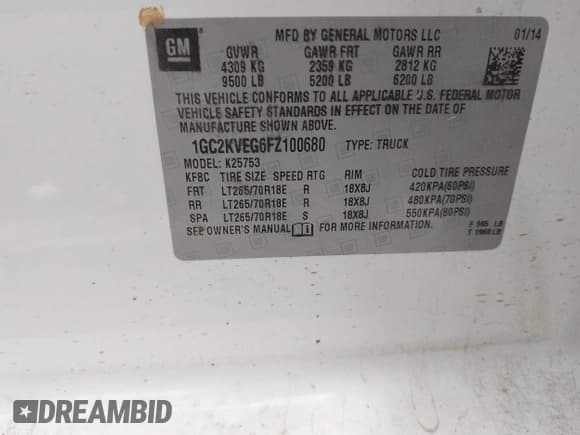 GM
MFD BY GENERAL MOTORS LLC 01/14
GVWR GAWR FRT GAWR RR
4309 KG 2359 KG 2812 KG
9500 LB 5200 LB 6200 LB
THIS VEHICLE CONFORMS TO ALL APPLICABLE U.S. FEDERAL MOTOR
VEHICLE SAFETY STANDARDS IN EFFECT ON THE DATE OF
MANUFACTURE SHOWN ABOVE.
1GC2KVEG6FZ100680 TYPE: TRUCK
MODEL: K25753
KF8C TIRE SIZE SPEED RTG RIM COLD TIRE PRESSURE
FRT LT265/70R18E R 18X8J 420KPA(60PSI)
RR LT265/70R18E R 18X8J 480KPA(70PSI)
SPA LT265/70R18E S 18X8J 550KPA(80PSI)
SEE OWNER'S MANUAL FOR MORE INFORMATION.
F 985 LB
T 1960 LB
DREAMBID